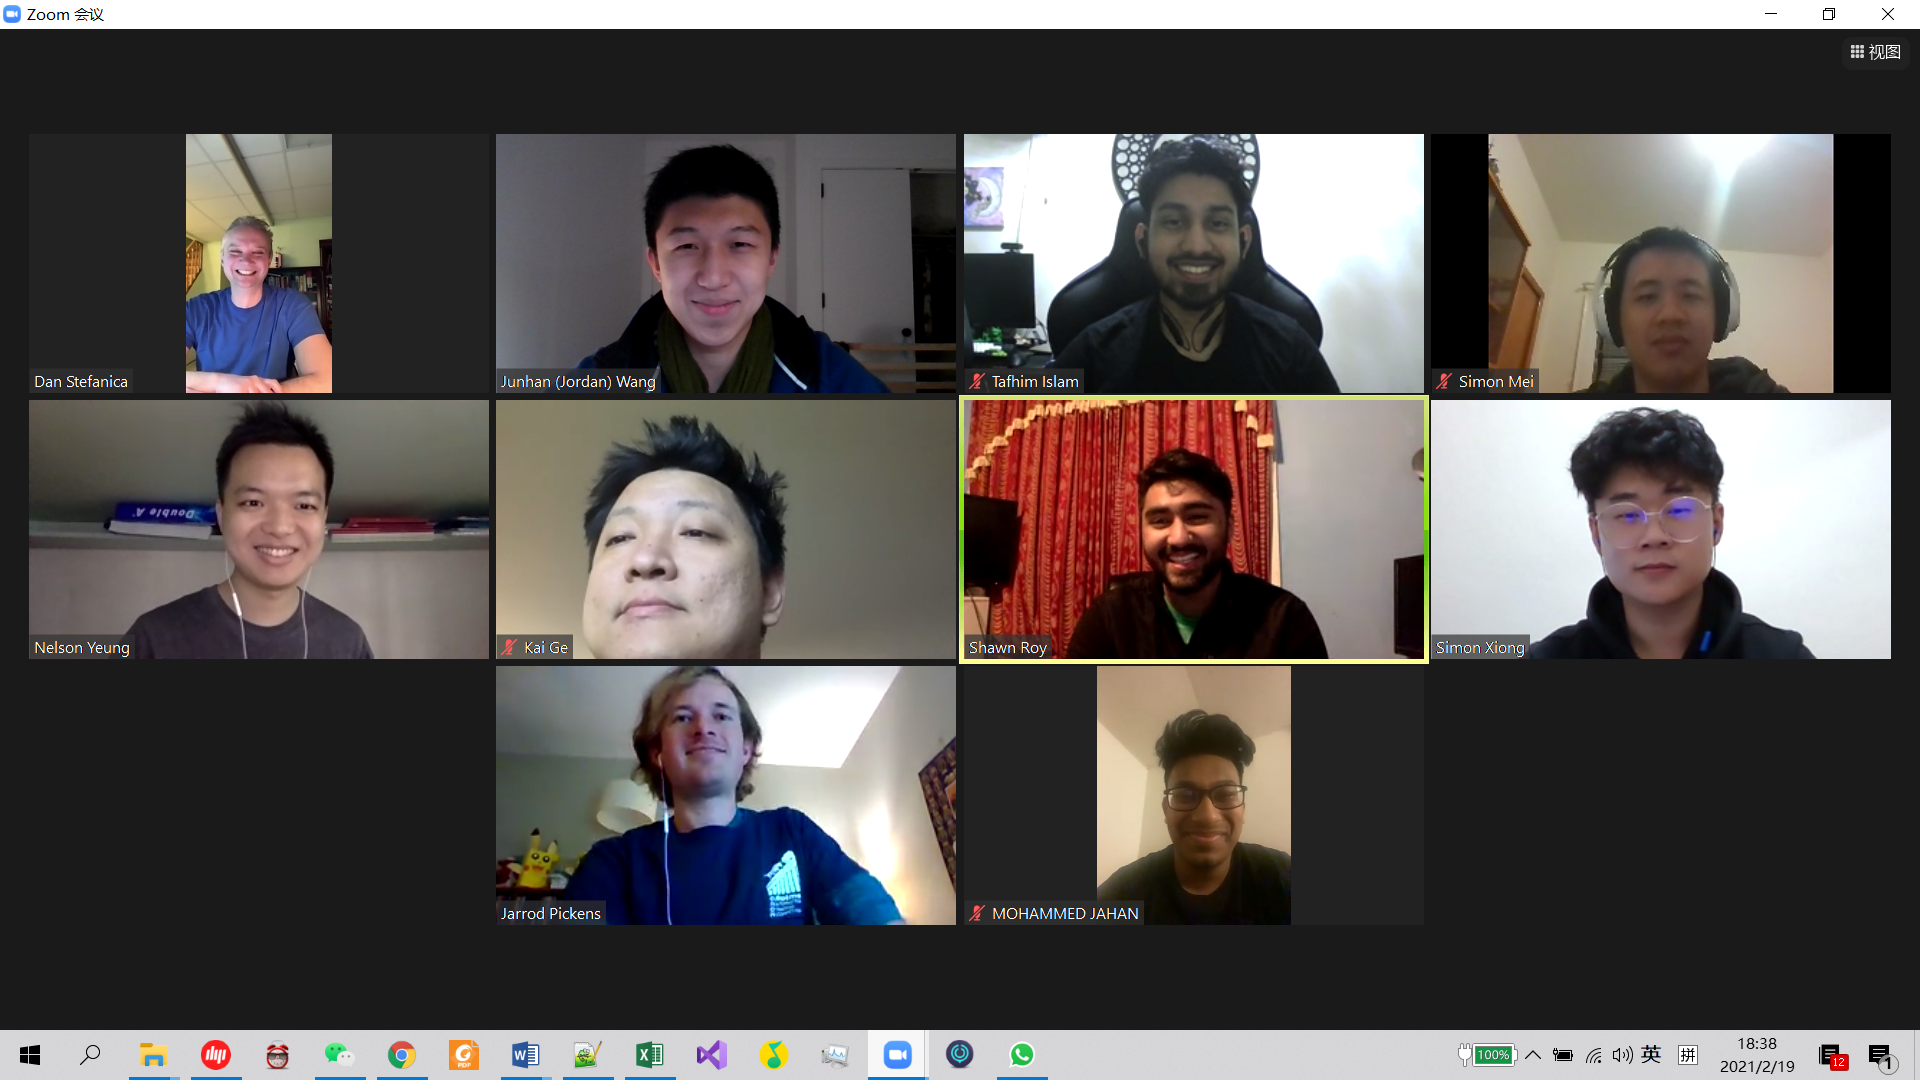 Zoom 会议
视图
Dan Stefanica
Junhan (Jordan) Wang
Tafhim Islam
Simon Mei
Double A
Nelson Yeung
Kai Ge
Shawn Roy
Simon Xiong
Jarrod Pickens
MOHAMMED JAHAN
PDF
100%
英
拼
18:38
2021/2/19
12
1